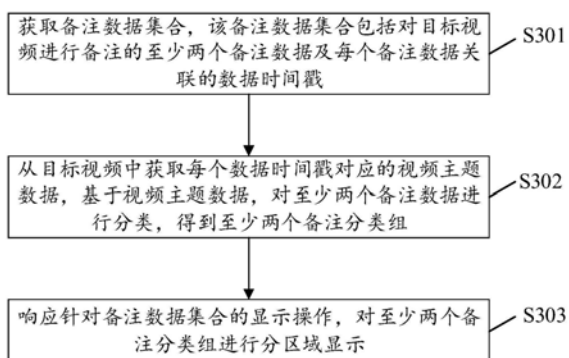 获取备注数据集合，该备注数据集合包括对目标
视频进行备注的至少两个备注数据及每个备注数据关
联的数据时间戳
S301
从目标视频中获取每个数据时间戳对应的视频主题
数据，基于视频主题数据，对至少两个备注数据进
行分类，得到至少两个备注分类组
S302
响应针对备注数据集合的显示操作，对至少两个备
注分类组进行分区域显示
S303